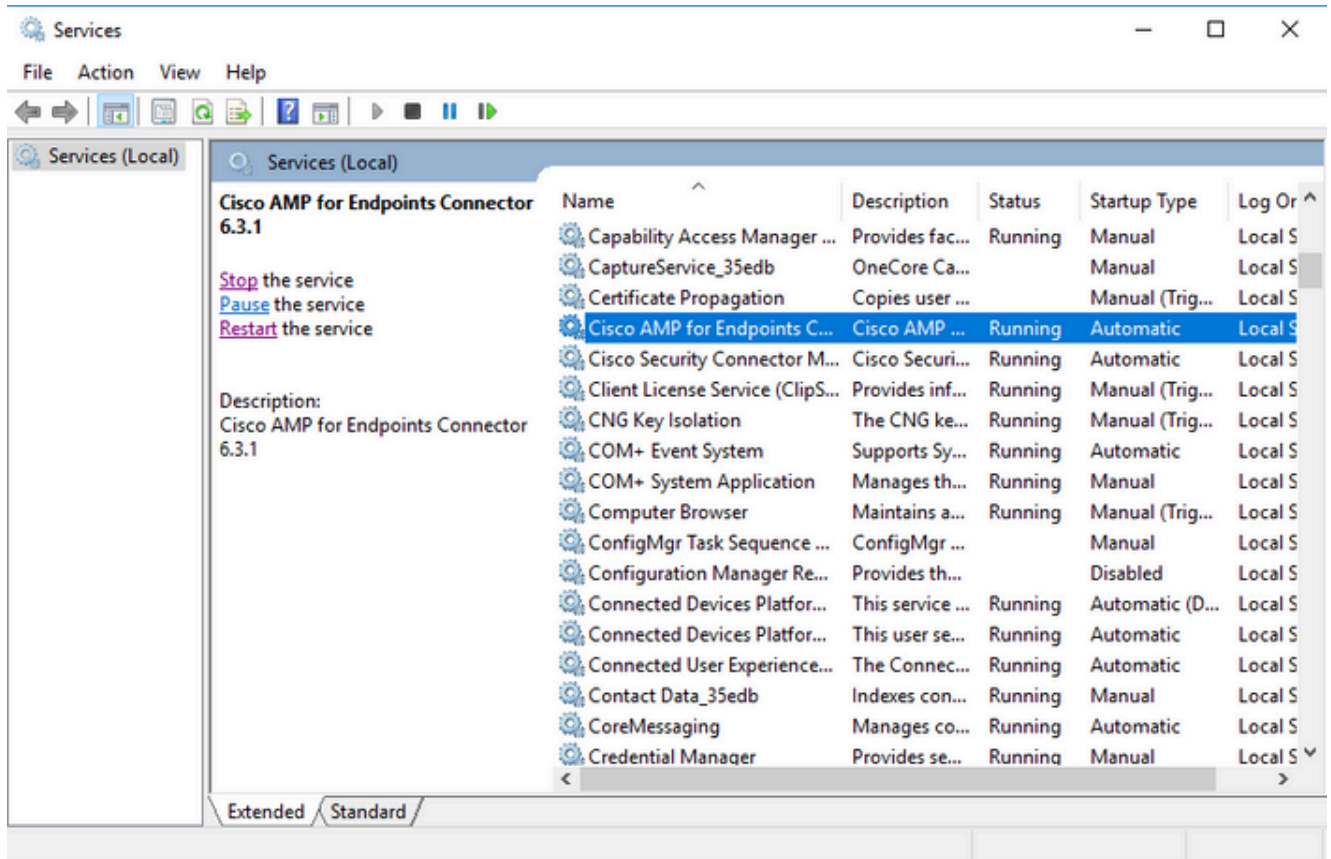 Services
File Action View Help
Services (Local)
Services (Local)
Cisco AMP for Endpoints Connector 6.3.1
Stop the service
Pause the service
Restart the service
Description:
Cisco AMP for Endpoints Connector
6.3.1
Name Description Status Startup Type Log Or
Capability Access Manager ... Provides fac... Running Manual Local S
CaptureService_35edb OneCore Ca... Manual Local S
Certificate Propagation Copies user ... Manual (Trig... Local S
Cisco AMP for Endpoints C... Cisco AMP ... Running Automatic Local S
Cisco Security Connector M... Cisco Securi... Running Automatic Local S
Client License Service (ClipS... Provides inf... Running Manual (Trig... Local S
CNG Key Isolation The CNG ke... Running Manual (Trig... Local S
COM+ Event System Supports Sy... Running Automatic Local S
COM+ System Application Manages th... Running Manual Local S
Computer Browser Maintains a... Running Manual (Trig... Local S
ConfigMgr Task Sequence ... ConfigMgr ... Manual Local S
Configuration Manager Re... Provides th... Disabled Local S
Connected Devices Platfor... This service ... Running Automatic (D... Local S
Connected Devices Platfor... This user se... Running Automatic Local S
Connected User Experience... The Connec... Running Automatic Local S
Contact Data_35edb Indexes con... Running Manual Local S
CoreMessaging Manages co... Running Automatic Local S
Credential Manager Provides se... Running Manual Local S
Extended Standard